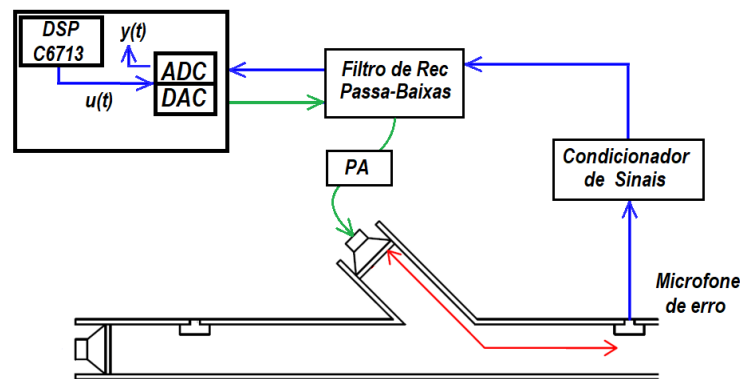 DSP
C6713
y(t)
u(t)
ADC
DAC
Filtro de Rec
Passa-Baixas
PA
Condicionador
de Sinais
Microfone
de erro